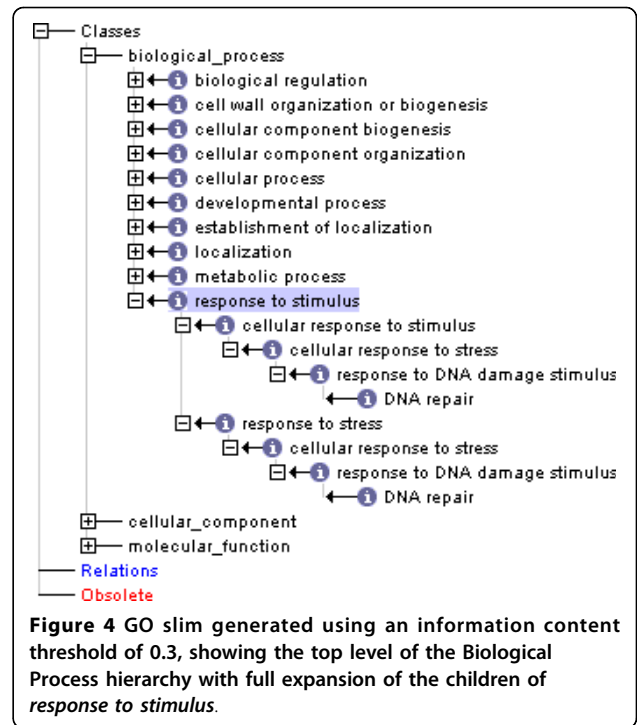 Classes
biological_process
biological regulation
cell wall organization or biogenesis
cellular component biogenesis
cellular component organization
cellular process
developmental process
establishment of localization
localization
metabolic process
response to stimulus
cellular response to stimulus
cellular response to stress
response to DNA damage stimulus
DNA repair
response to stress
cellular response to stress
response to DNA damage stimulus
DNA repair
cellular_component
molecular_function
Relations
Obsolete
Figure 4 GO slim generated using an information content
threshold of 0.3, showing the top level of the Biological
Process hierarchy with full expansion of the children of
response to stimulus.